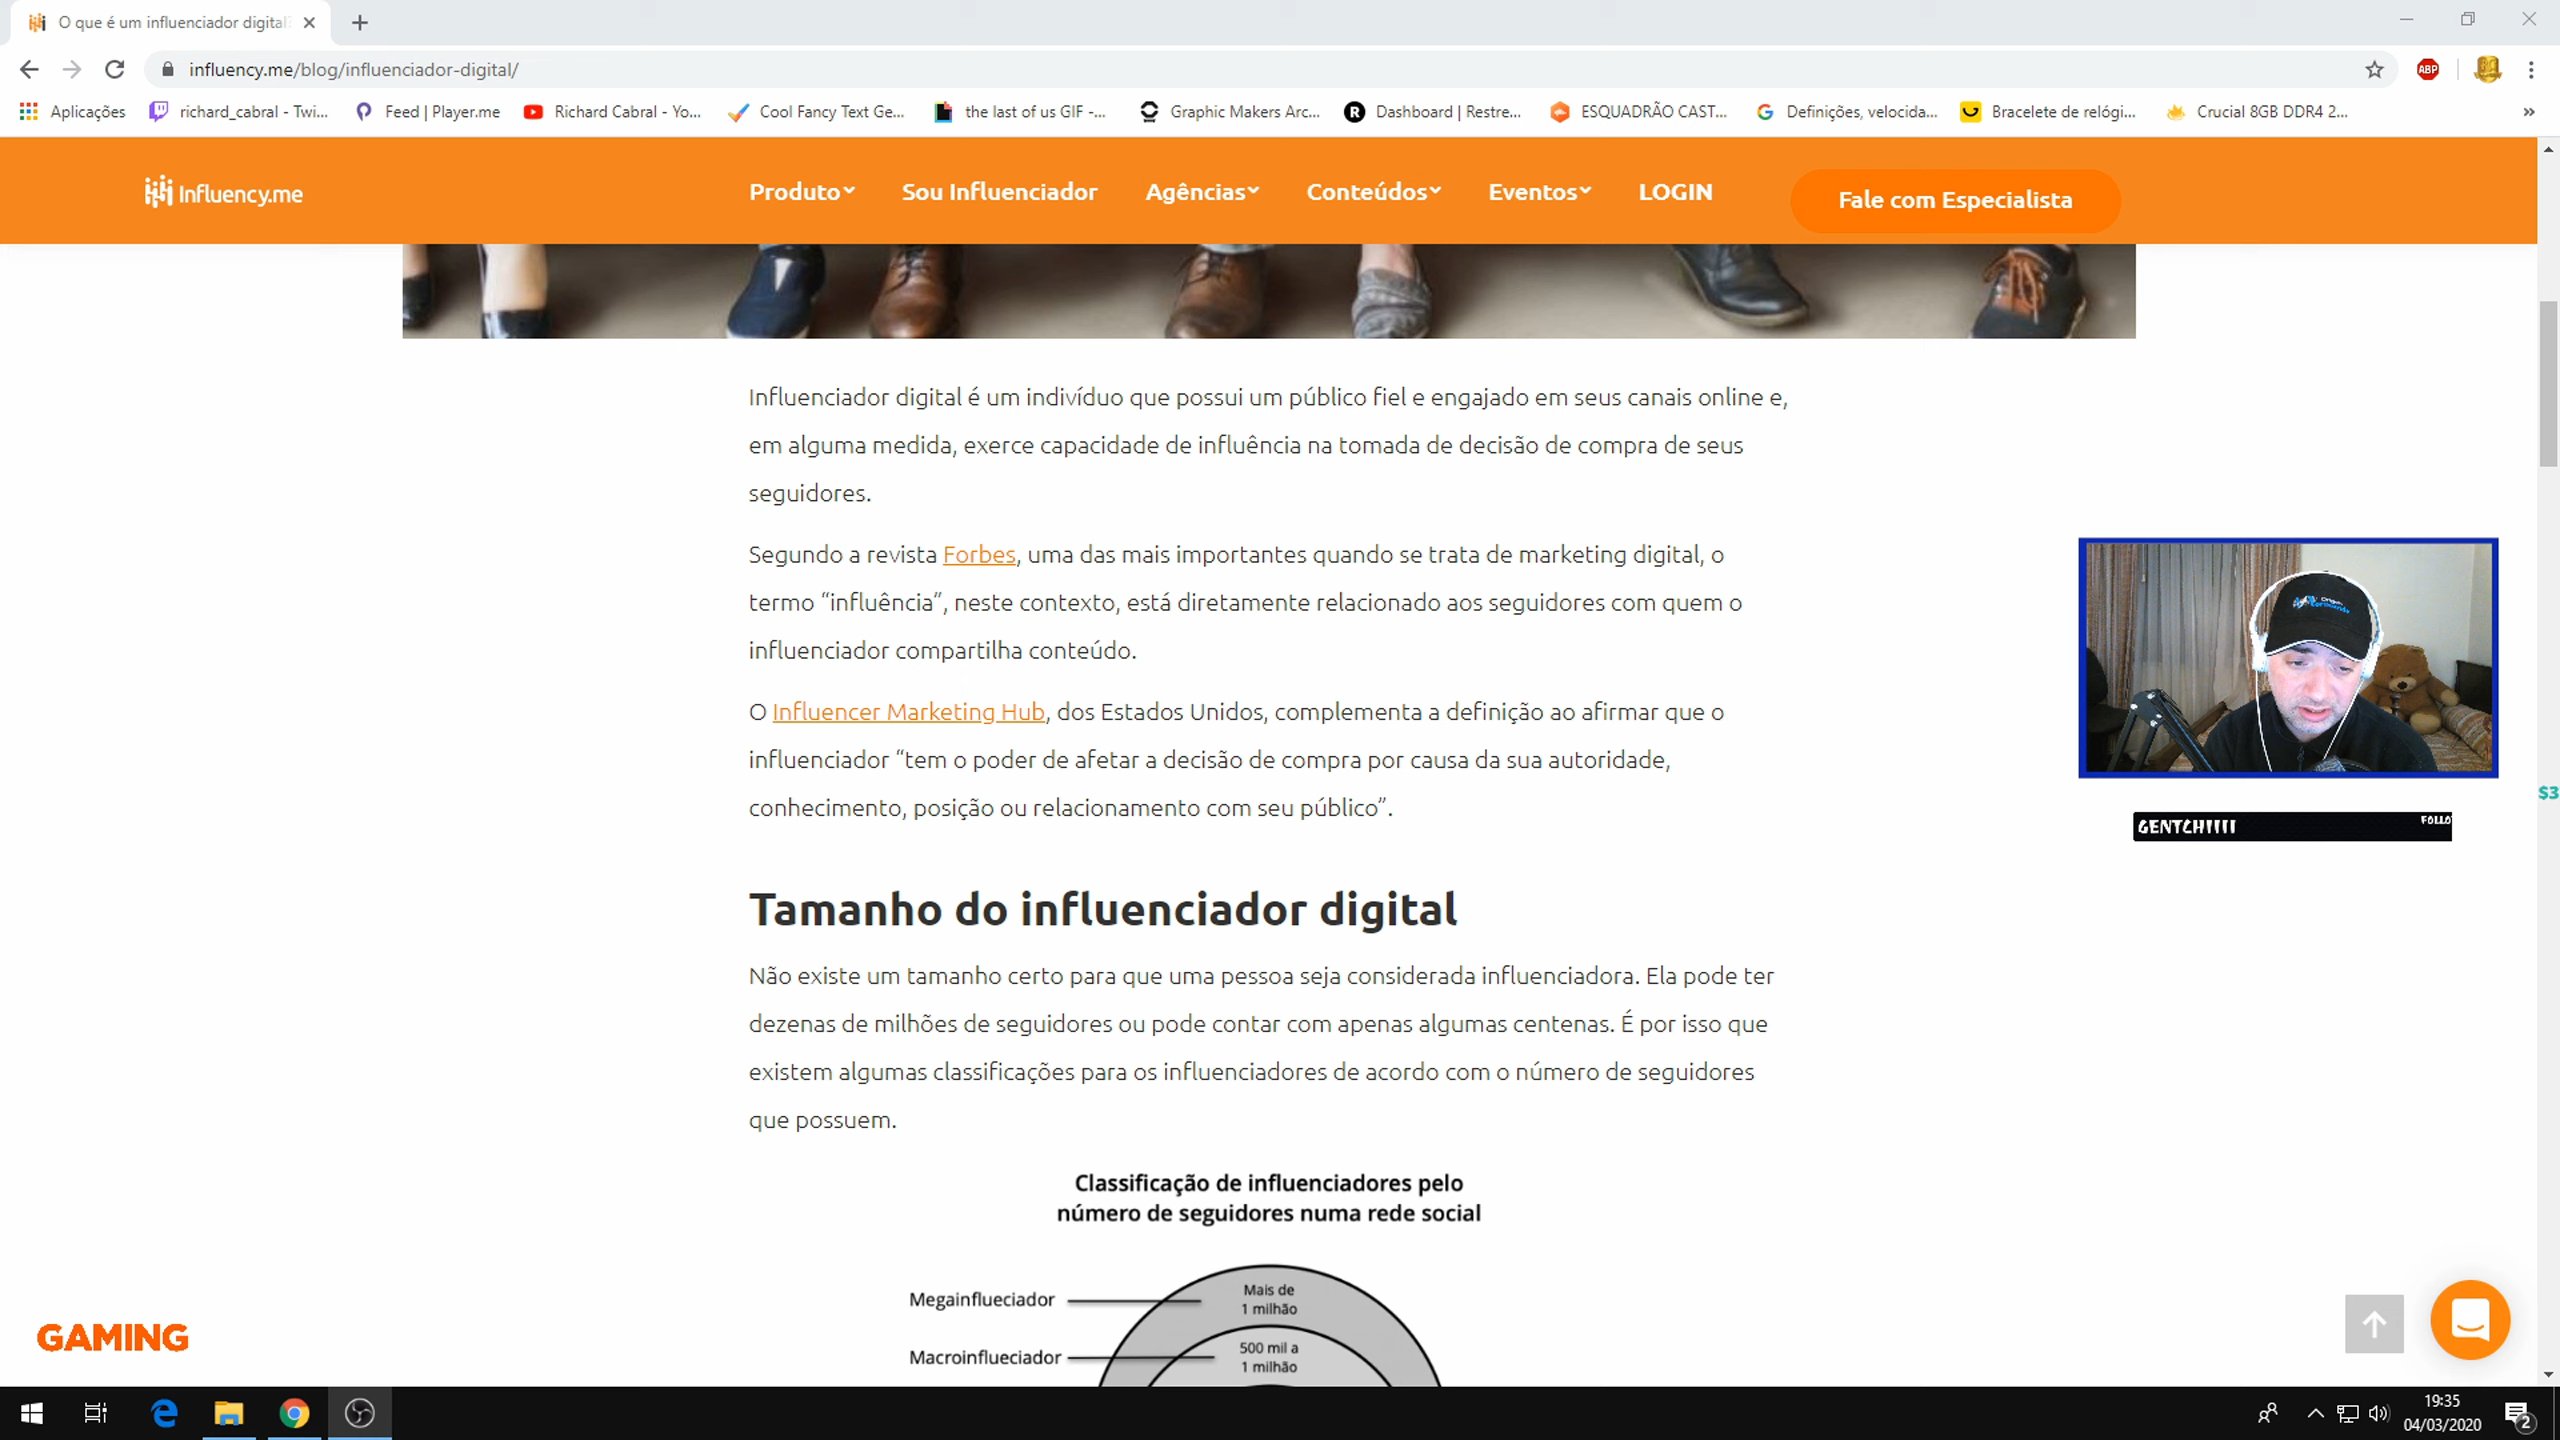 O que é um influenciador digital
influency.me/blog/influenciador-digital/
ABP
Aplicações
richard_cabral - Twi...
Feed | Player.me
Richard Cabral - Yo...
Cool Fancy Text Ge...
the last of us GIF -...
Graphic Makers Arc...
Dashboard | Restre...
ESQUADRÃO CAST...
Definições, velocida...
Bracelete de relógi...
Crucial 8GB DDR4 2...
»
Influency.me
Produto
Sou Influenciador
Agências
Conteúdos
Eventos
LOGIN
Fale com Especialista
Influenciador digital é um indivíduo que possui um público fiel e engajado em seus canais online e,
em alguma medida, exerce capacidade de influência na tomada de decisão de compra de seus
seguidores.
Segundo a revista Forbes, uma das mais importantes quando se trata de marketing digital, o
termo “influência”, neste contexto, está diretamente relacionado aos seguidores com quem o
influenciador compartilha conteúdo.
O Influencer Marketing Hub, dos Estados Unidos, complementa a definição ao afirmar que o
influenciador “tem o poder de afetar a decisão de compra por causa da sua autoridade,
conhecimento, posição ou relacionamento com seu público”.
$3
GENTCHIIII
FOLLO
Tamanho do influenciador digital
Não existe um tamanho certo para que uma pessoa seja considerada influenciadora. Ela pode ter
dezenas de milhões de seguidores ou pode contar com apenas algumas centenas. É por isso que
existem algumas classificações para os influenciadores de acordo com o número de seguidores
que possuem.
Classificação de influenciadores pelo
número de seguidores numa rede social
Megainflueciador
Mais de
1 milhão
Macroinflueciador
500 mil a
1 milhão
GAMING
19:35
04/03/2020
2